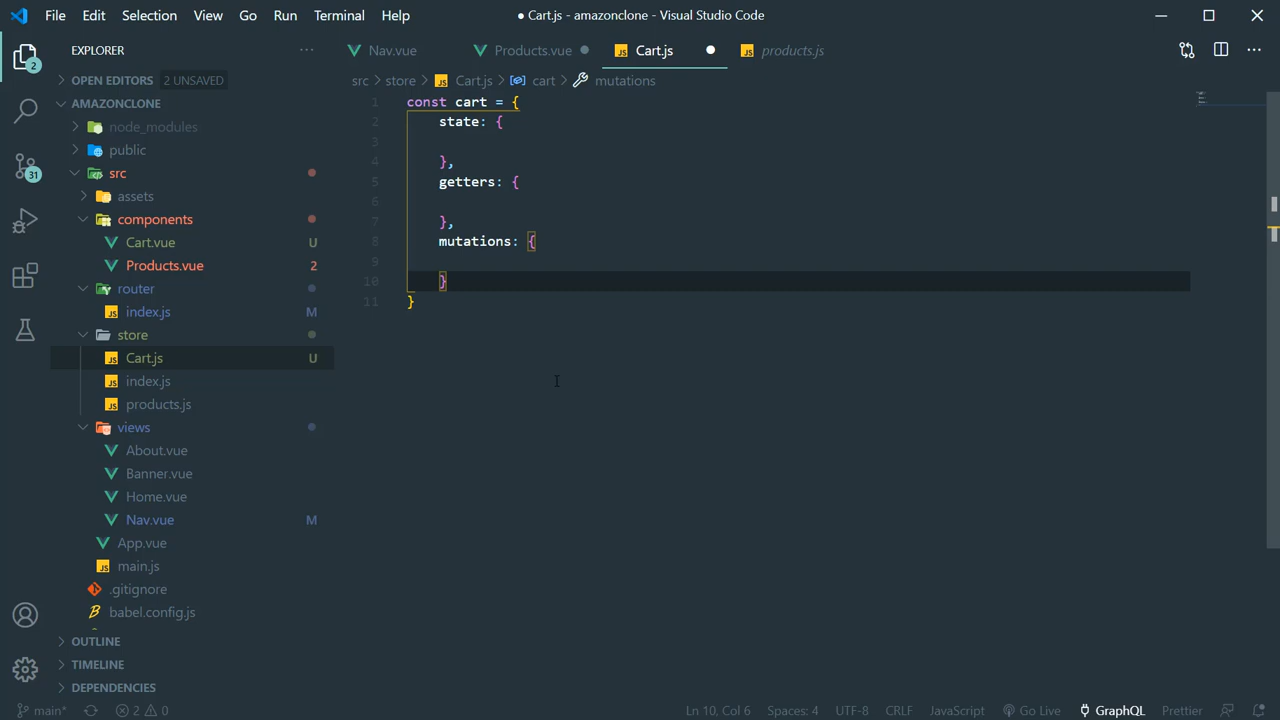 File Edit Selection View Go Run Terminal Help
● Cart.js - amazonclone - Visual Studio Code
EXPLORER ···
Nav.vue Products.vue Cart.js products.js
OPEN EDITORS 2 UNSAVED
src > store > Cart.js > cart > mutations
AMAZONCLONE
node_modules
public
src
assets
components
Cart.vue U
Products.vue 2
router
index.js M
store
Cart.js U
index.js
products.js
views
About.vue
Banner.vue
Home.vue
Nav.vue M
App.vue
main.js
.gitignore
babel.config.js
OUTLINE
TIMELINE
DEPENDENCIES
2
31
1 const cart = {
2 state: {
3
4 },
5 getters: {
6
7 },
8 mutations: {
9
10 }
11 }
main* 2 0 Ln 10, Col 6 Spaces: 4 UTF-8 CRLF JavaScript Go Live GraphQL Prettier